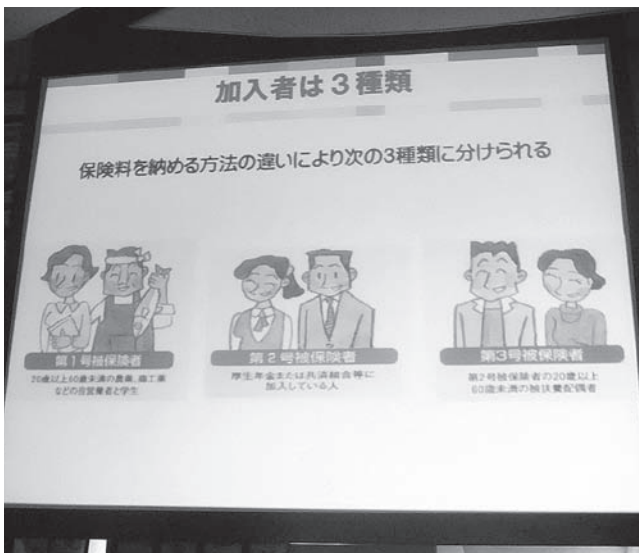 加入者は3種類
保険料を納める方法の違いにより次の3種類に分けられる
第1号被保険者
20歳以上60歳未満の農業、商工業
などの自営業者と学生
第2号被保険者
厚生年金または共済組合等に
加入している人
第3号被保険者
第2号被保険者の20歳以上
60歳未満の被扶養配偶者